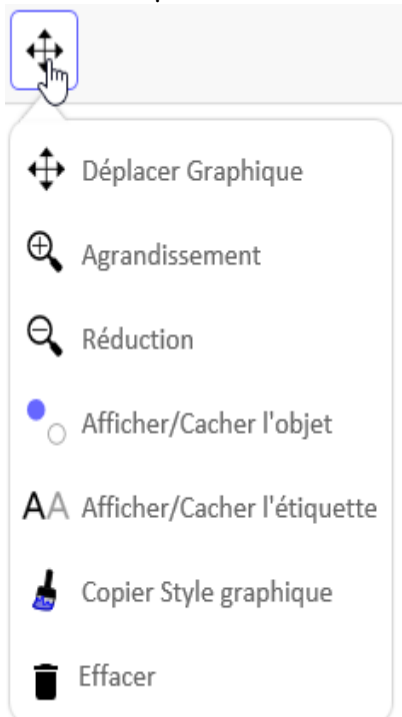 Déplacer Graphique
Agrandissement
Réduction
Afficher/Cacher l'objet
AA Afficher/Cacher l'étiquette
Copier Style graphique
Effacer